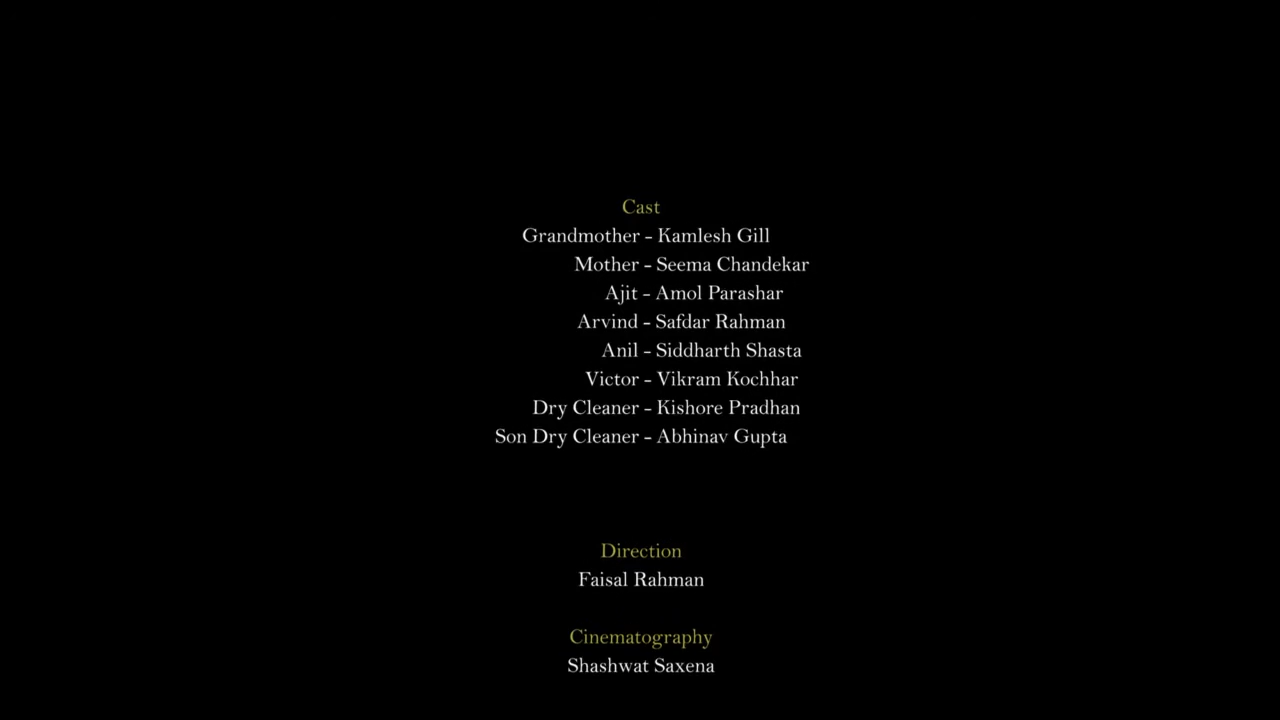 Cast
Grandmother - Kamlesh Gill
Mother - Seema Chandekar
Ajit - Amol Parashar
Arvind - Safdar Rahman
Anil - Siddharth Shasta
Victor - Vikram Kochhar
Dry Cleaner - Kishore Pradhan
Son Dry Cleaner - Abhinav Gupta
Direction
Faisal Rahman
Cinematography
Shashwat Saxena